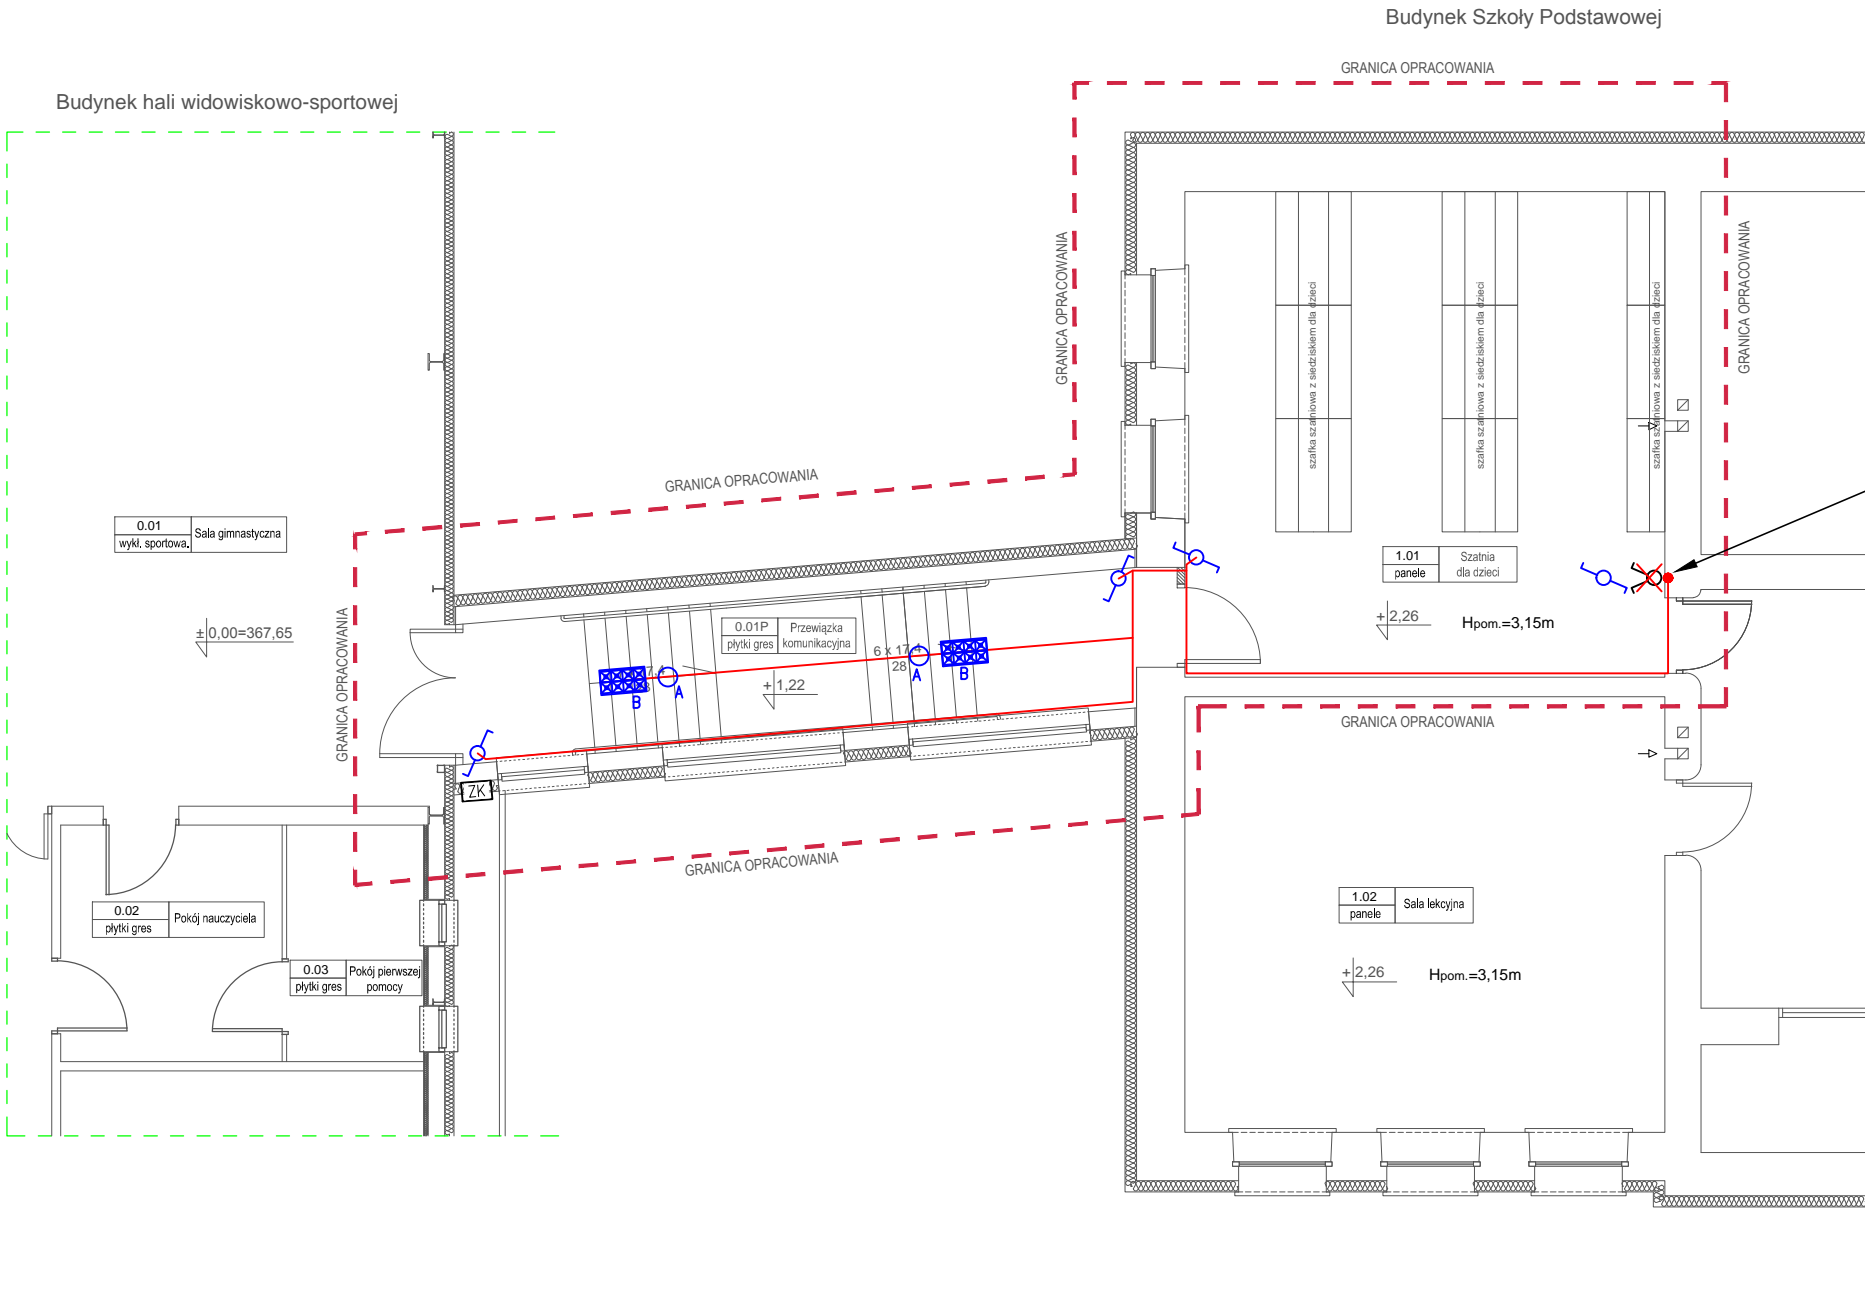 Budynek Szkoły Podstawowej
GRANICA OPRACOWANIA
Budynek hali widowiskowo-sportowej
GRANICA OPRACOWANIA
GRANICA OPRACOWANIA
szafka szatniowa z siedziskiem dla dzieci
szafka szatniowa z siedziskiem dla dzieci
szafka szatniowa z siedziskiem dla dzieci
GRANICA OPRACOWANIA
0.01
wykł. sportowa.
Sala gimnastyczna
1.01
panele
Szatnia
dla dzieci
±0,00=367,65
GRANICA OPRACOWANIA
0.01P
płytki gres
Przewiązka
komunikacyjna
+2,26
Hpom.=3,15m
6 x 17,4
28
7,4
A
B
A
B
+1,22
GRANICA OPRACOWANIA
ZK
GRANICA OPRACOWANIA
0.02
płytki gres
Pokój nauczyciela
1.02
panele
Sala lekcyjna
0.03
płytki gres
Pokój pierwszej
pomocy
+2,26
Hpom.=3,15m